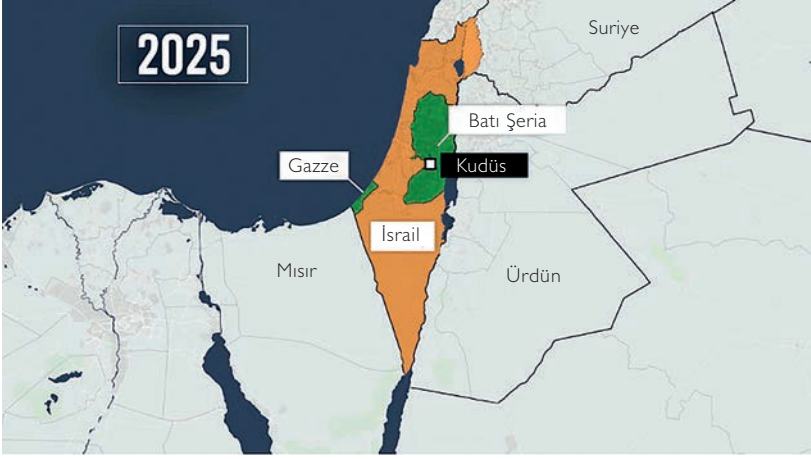 2025
Suriye
Batı Şeria
Gazze
Kudüs
İsrail
Mısır
Ürdün